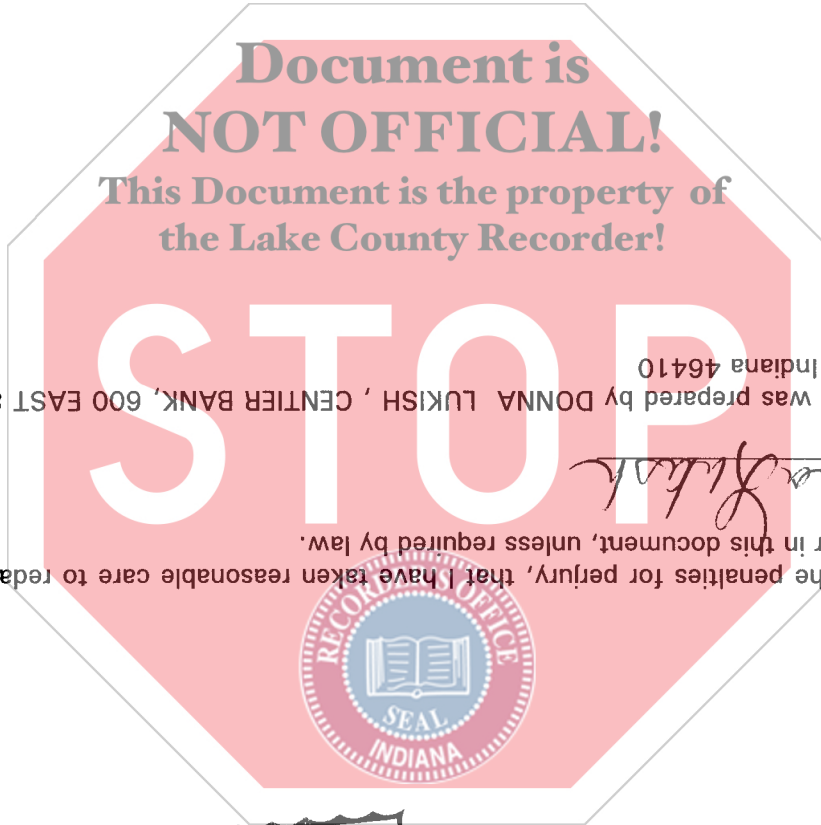 Document is
NOT OFFICIAL!
This Document is the property of
the Lake County Recorder!
STOP
he penalties for perjury, that I have taken reasonable care to reda
r in this document, unless required by law.
Lukish
was prepared by DONNA LUKISH , CENTIER BANK, 600 EAST
Indiana 46410
RECORDER'S OFFICE
SEAL
INDIANA